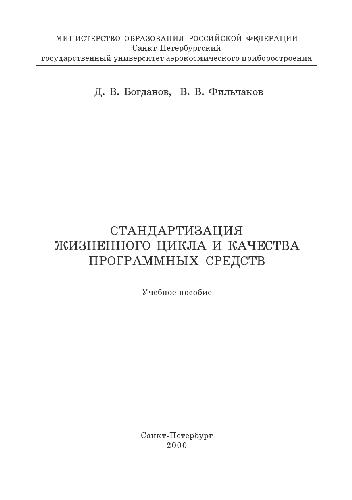 МИНИСТЕРСТВО ОБРАЗОВАНИЯ РОССИЙСКОЙ ФЕДЕРАЦИИ
Санкт-Петербургский
государственный университет аэрокосмического приборостроения
Д. В. Богданов, В. В. Фильчаков
СТАНДАРТИЗАЦИЯ
ЖИЗНЕННОГО ЦИКЛА И КАЧЕСТВА
ПРОГРАММНЫХ СРЕДСТВ
Учебное пособие
Санкт-Петербург
2000